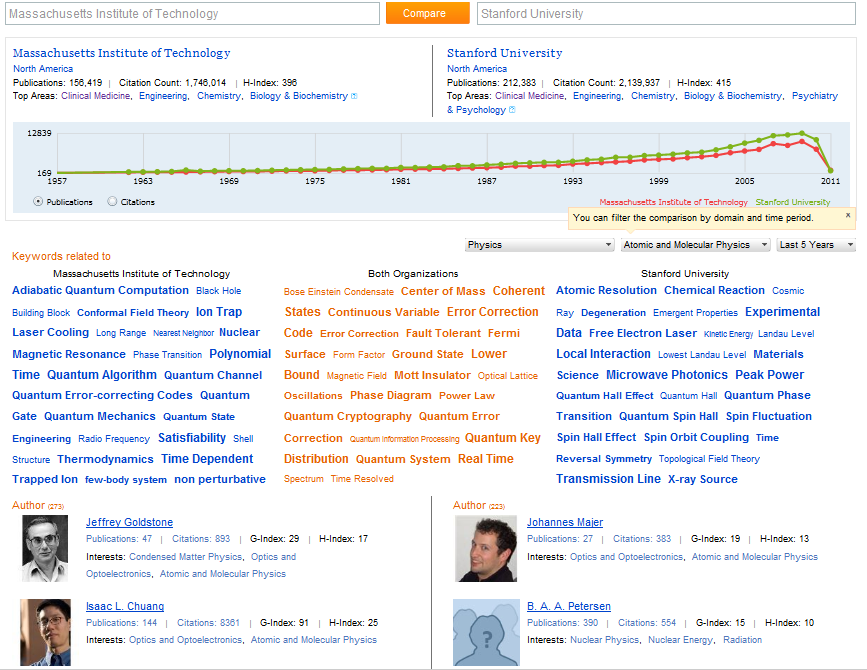 Massachusetts Institute of Technology Compare Stanford University
Massachusetts Institute of Technology
North America
Publications: 156,419 | Citation Count: 1,746,014 | H-Index: 396
Top Areas: Clinical Medicine, Engineering, Chemistry, Biology & Biochemistry
Stanford University
North America
Publications: 212,383 | Citation Count: 2,139,937 | H-Index: 415
Top Areas: Clinical Medicine, Engineering, Chemistry, Biology & Biochemistry, Psychiatry
& Psychology
12839
169
1957 1963 1969 1975 1981 1987 1993 1999 2005 2011
Publications Citations
Massachusetts Institute of Technology Stanford University
You can filter the comparison by domain and time period. x
Physics Atomic and Molecular Physics Last 5 Years
Keywords related to
Massachusetts Institute of Technology
Adiabatic Quantum Computation Black Hole
Building Block Conformal Field Theory Ion Trap
Laser Cooling Long Range Nearest Neighbor Nuclear
Magnetic Resonance Phase Transition Polynomial
Time Quantum Algorithm Quantum Channel
Quantum Error-correcting Codes Quantum
Gate Quantum Mechanics Quantum State
Engineering Radio Frequency Satisfiability Shell
Structure Thermodynamics Time Dependent
Trapped Ion few-body system non perturbative
Both Organizations
Bose Einstein Condensate Center of Mass Coherent
States Continuous Variable Error Correction
Code Error Correction Fault Tolerant Fermi
Surface Form Factor Ground State Lower
Bound Magnetic Field Mott Insulator Optical Lattice
Oscillations Phase Diagram Power Law
Quantum Cryptography Quantum Error
Correction Quantum Information Processing Quantum Key
Distribution Quantum System Real Time
Spectrum Time Resolved
Stanford University
Atomic Resolution Chemical Reaction Cosmic
Ray Degeneration Emergent Properties Experimental
Data Free Electron Laser Kinetic Energy Landau Level
Local Interaction Lowest Landau Level Materials
Science Microwave Photonics Peak Power
Quantum Hall Effect Quantum Hall Quantum Phase
Transition Quantum Spin Hall Spin Fluctuation
Spin Hall Effect Spin Orbit Coupling Time
Reversal Symmetry Topological Field Theory
Transmission Line X-ray Source
Author (273)
Jeffrey Goldstone
Publications: 47 | Citations: 893 | G-Index: 29 | H-Index: 17
Interests: Condensed Matter Physics, Optics and
Optoelectronics, Atomic and Molecular Physics
Isaac L. Chuang
Publications: 144 | Citations: 8361 | G-Index: 91 | H-Index: 25
Interests: Optics and Optoelectronics, Atomic and Molecular Physics
Author (223)
Johannes Majer
Publications: 27 | Citations: 383 | G-Index: 19 | H-Index: 13
Interests: Optics and Optoelectronics, Atomic and Molecular Physics
B. A. A. Petersen
Publications: 390 | Citations: 554 | G-Index: 15 | H-Index: 10
Interests: Nuclear Physics, Nuclear Energy, Radiation
?